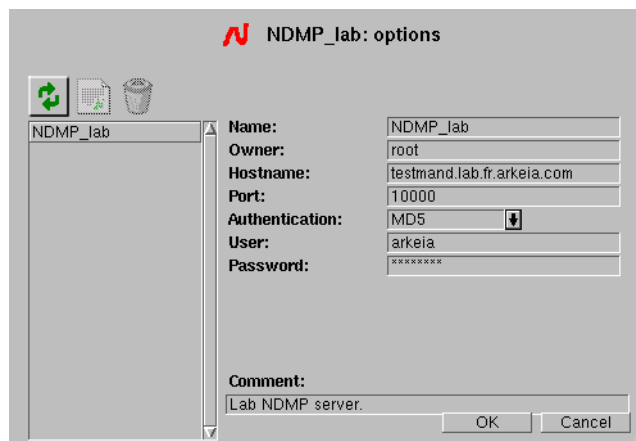 NDMP_lab: options
NDMP_lab
Name: NDMP_lab
Owner: root
Hostname: testmand.lab.fr.arkeia.com
Port: 10000
Authentication: MD5
User: arkeia
Password: ********
Comment:
Lab NDMP server.
OK Cancel